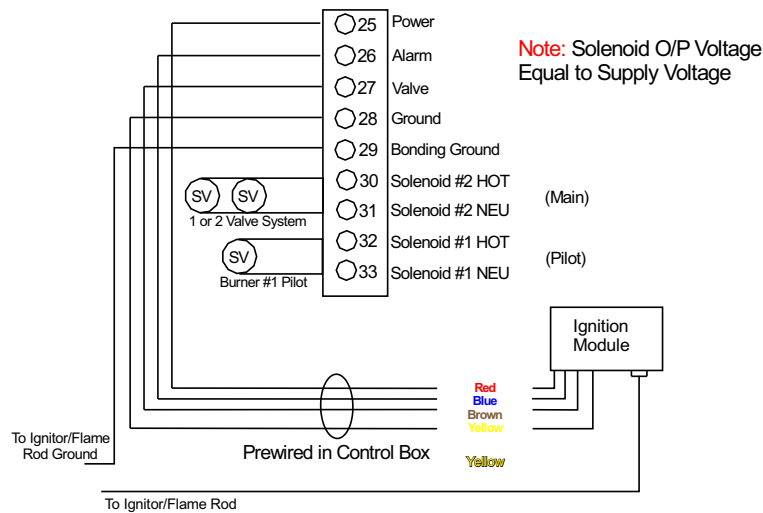 25 Power
26 Alarm
27 Valve
28 Ground
29 Bonding Ground
30 Solenoid #2 HOT
31 Solenoid #2 NEU
32 Solenoid #1 HOT
33 Solenoid #1 NEU
(Main)
(Pilot)
Note: Solenoid O/P Voltage
Equal to Supply Voltage
SV SV
1 or 2 Valve System
SV
Burner #1 Pilot
Ignition
Module
Red
Blue
Brown
Yellow
Yellow
Prewired in Control Box
To Ignitor/Flame
Rod Ground
To Ignitor/Flame Rod